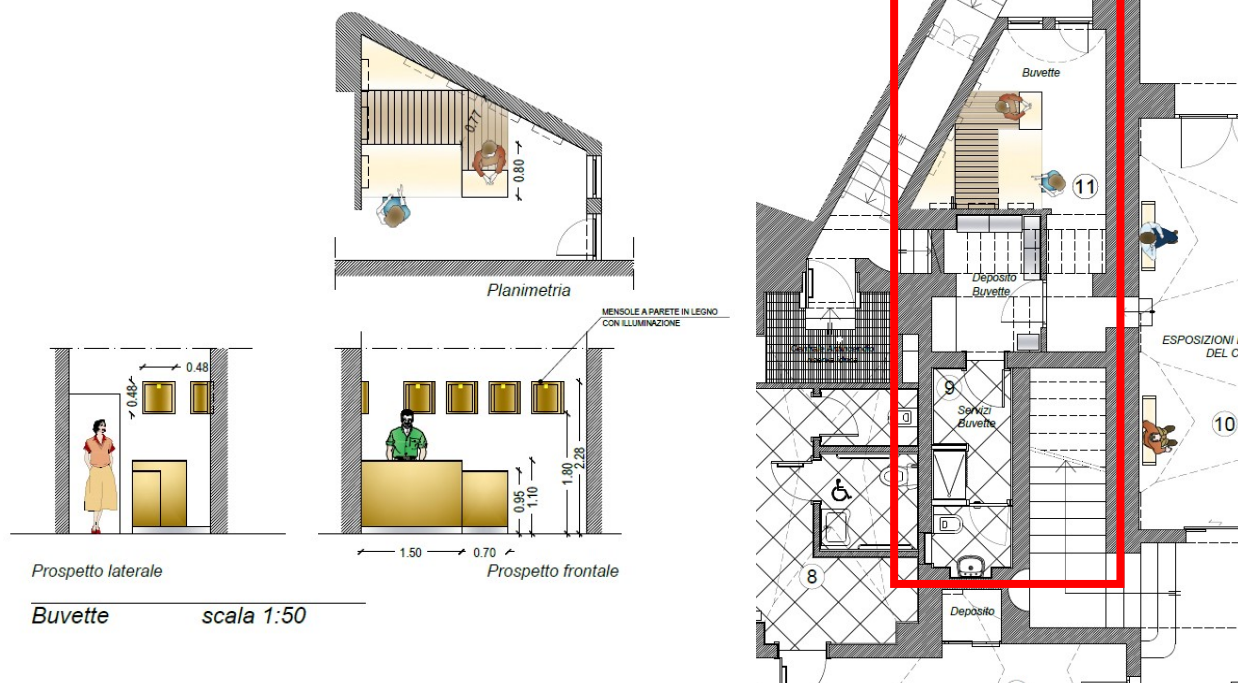 0.77
0.80
Planimetria
MENSOLE A PARETE IN LEGNO
CON ILLUMINAZIONE
0.48
0.48
0.95
1.10
1.80
2.28
1.50
0.70
Prospetto laterale
Prospetto frontale
Buvette scala 1:50
Buvette
11
Deposito
Buvette
ESPOSIZIONI
DEL C
9
Servizi
Buvette
10
8
Deposito